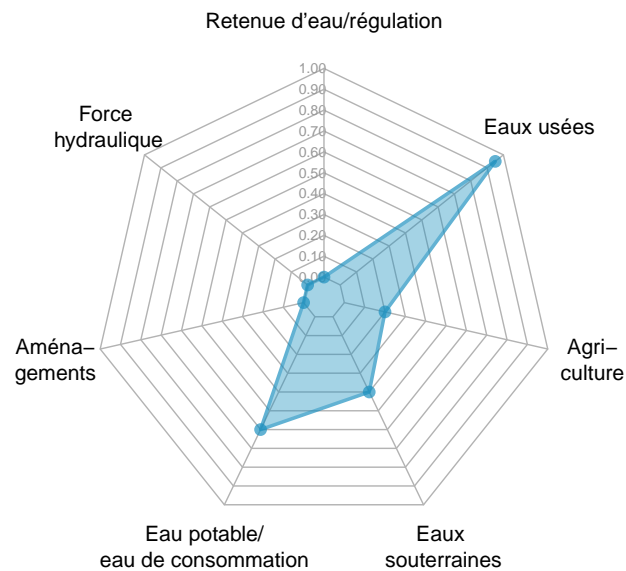 Retenue d'eau/régulation
1.00
0.90
0.80
0.70
0.60
0.50
0.40
0.30
0.20
0.10
0.00
Force
hydraulique
Eaux usées
Aména−
gements
Agri−
culture
Eau potable/
eau de consommation
Eaux
souterraines